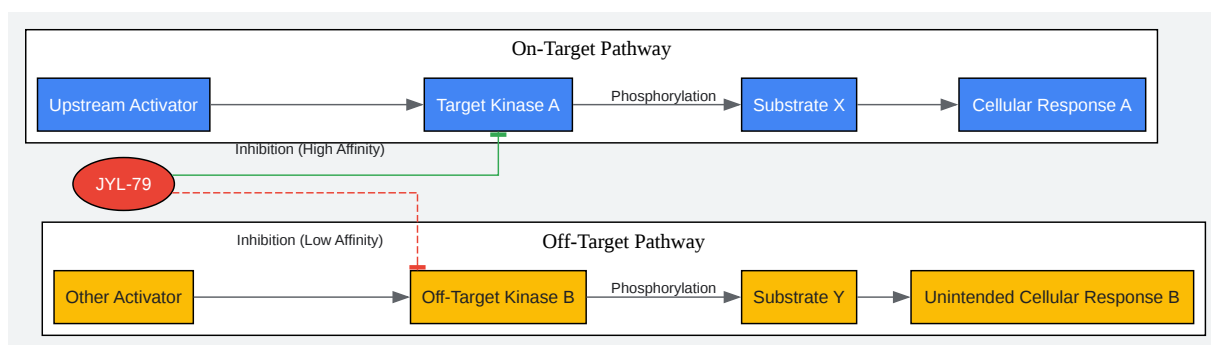 On-Target Pathway
Upstream Activator
Target Kinase A
Phosphorylation
Substrate X
Cellular Response A
Inhibition (High Affinity)
JYL-79
Inhibition (Low Affinity)
Off-Target Pathway
Other Activator
Off-Target Kinase B
Phosphorylation
Substrate Y
Unintended Cellular Response B